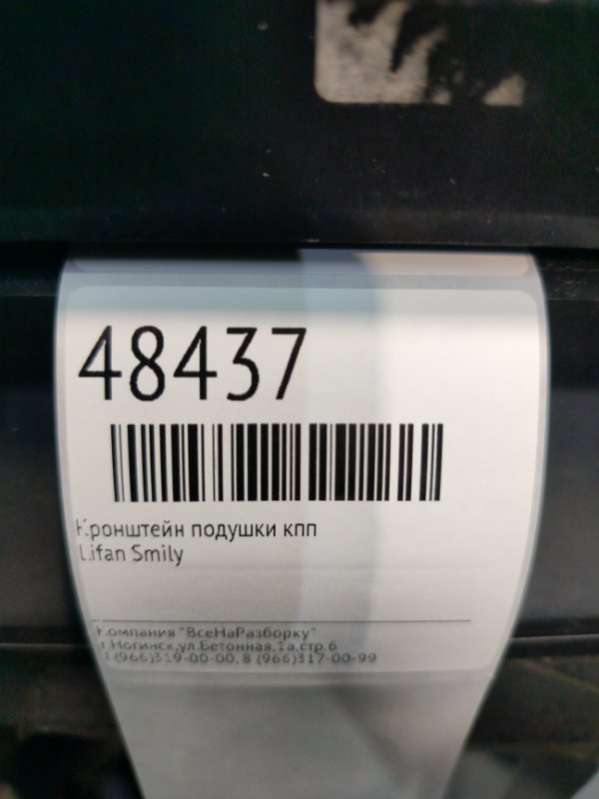 48437
Кронштейн подушки кпп
Lifan Smily
Компания "ВсеНаРазборку"
г.Ногинск,ул.Бетонная,1а,стр.6
8 (966)319-00-00, 8 (966)317-00-99